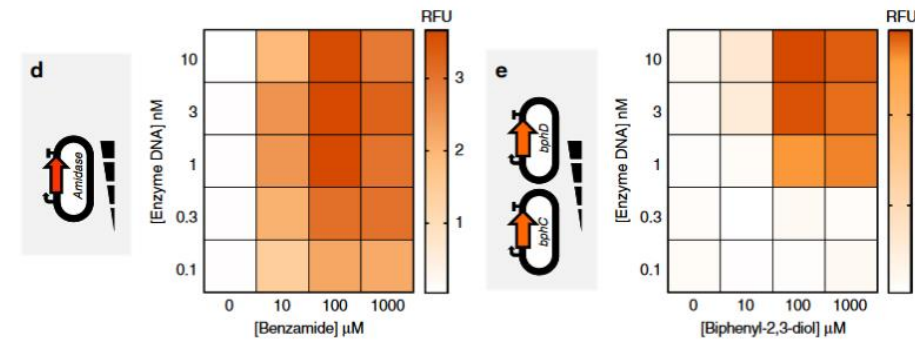 d
Amidase
[Enzyme DNA] nM
10
3
1
0.3
0.1
0 10 100 1000
[Benzamide] µM
RFU
3
2
1
e
bphD
bphC
[Enzyme DNA] nM
10
3
1
0.3
0.1
0 10 100 1000
[Biphenyl-2,3-diol] µM
RFU